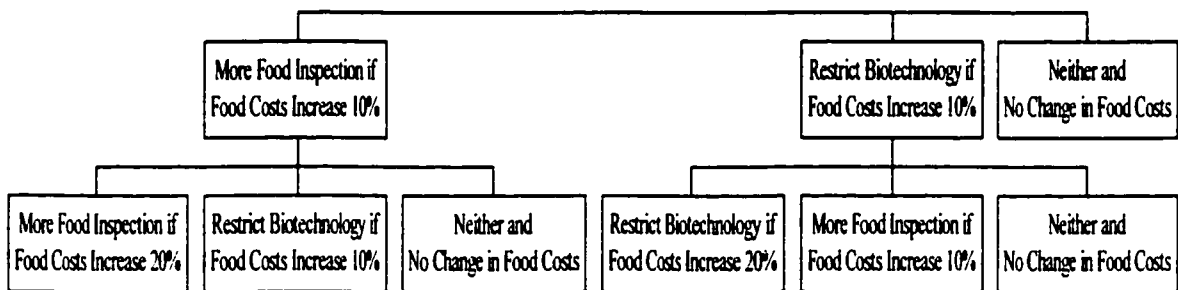 More Food Inspection if
Food Costs Increase 10%
Restrict Biotechnology if
Food Costs Increase 10%
Neither and
No Change in Food Costs
More Food Inspection if
Food Costs Increase 20%
Restrict Biotechnology if
Food Costs Increase 10%
Neither and
No Change in Food Costs
Restrict Biotechnology if
Food Costs Increase 20%
More Food Inspection if
Food Costs Increase 10%
Neither and
No Change in Food Costs